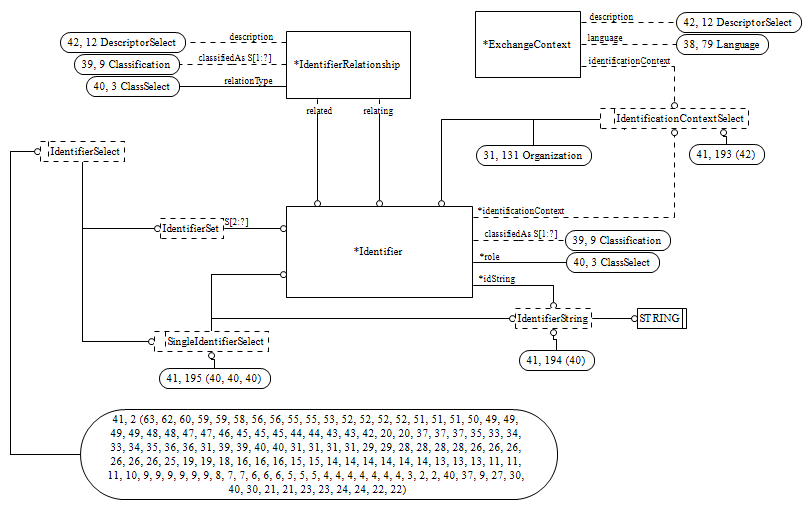 description
42, 12 DescriptorSelect
classifiedAs S[1:?]
39, 9 Classification
relationType
40, 3 ClassSelect
*IdentifierRelationship
related
relating
*ExchangeContext
description
42, 12 DescriptorSelect
language
38, 79 Language
identificationContext
IdentificationContextSelect
31, 131 Organization
41, 193 (42)
IdentifierSelect
IdentifierSet
S[2:?]
*Identifier
*identificationContext
classifiedAs S[1:?]
39, 9 Classification
*role
40, 3 ClassSelect
*idString
IdentifierString
STRING
SingleIdentifierSelect
41, 194 (40)
41, 195 (40, 40, 40)
41, 2 (63, 62, 60, 59, 59, 58, 56, 56, 55, 55, 53, 52, 52, 52, 52, 51, 51, 51, 50, 49, 49,
49, 49, 48, 48, 47, 47, 46, 45, 45, 45, 44, 44, 43, 43, 42, 20, 20, 37, 37, 37, 35, 33, 34,
33, 34, 35, 36, 36, 31, 39, 39, 40, 40, 31, 31, 31, 31, 29, 29, 28, 28, 28, 28, 26, 26, 26,
26, 26, 26, 25, 19, 19, 18, 16, 16, 16, 15, 15, 14, 14, 14, 14, 14, 14, 13, 13, 13, 11, 11,
11, 10, 9, 9, 9, 9, 9, 9, 8, 7, 7, 6, 6, 6, 5, 5, 5, 4, 4, 4, 4, 4, 4, 4, 3, 2, 2, 40, 37, 9, 27, 30,
40, 30, 21, 21, 23, 23, 24, 24, 22, 22)